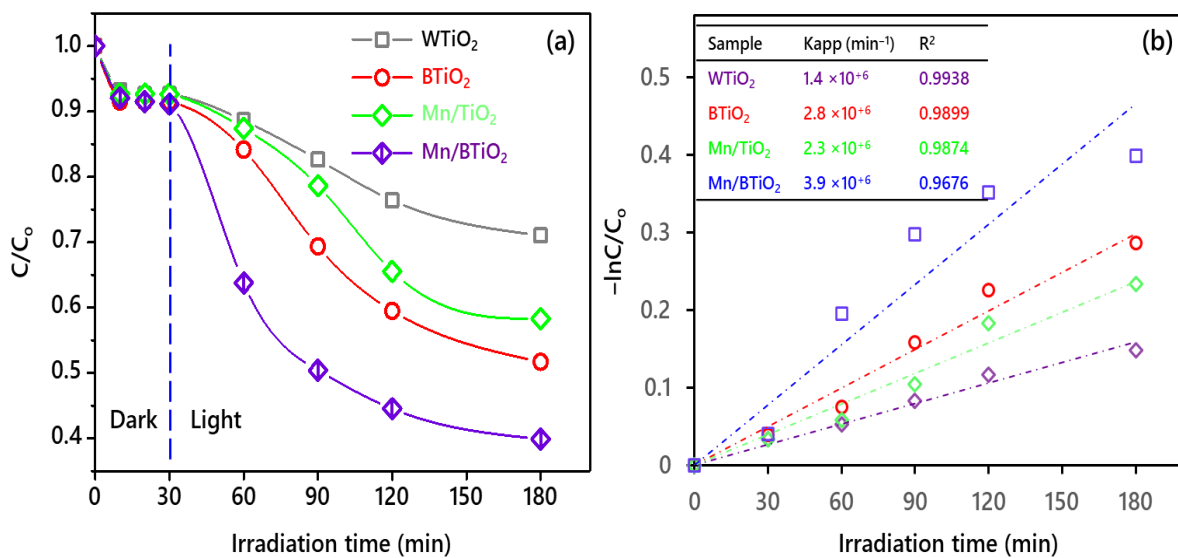 (a)
WTiO₂
BTiO₂
Mn/TiO₂
Mn/BTiO₂
1.0
0.9
0.8
0.7
0.6
0.5
0.4
C/Cₒ
Dark
Light
0 30 60 90 120 150 180
Irradiation time (min)
(b)
Sample Kapp (min⁻¹) R²
WTiO₂ 1.4 ×10⁺⁶ 0.9938
BTiO₂ 2.8 ×10⁺⁶ 0.9899
Mn/TiO₂ 2.3 ×10⁺⁶ 0.9874
Mn/BTiO₂ 3.9 ×10⁺⁶ 0.9676
0.5
0.4
0.3
0.2
0.1
0
−lnC/Cₒ
0 30 60 90 120 150 180
Irradiation time (min)